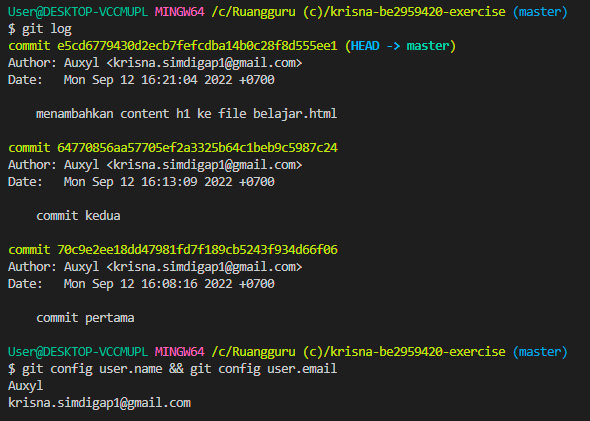 User@DESKTOP-VCCMUPL MINGW64 /c/Ruangguru (c)/krisna-be2959420-exercise (master)
$ git log
commit e5cd6779430d2ecb7fefcdba14b0c28f8d555ee1 (HEAD -> master)
Author: Auxyl <krisna.simdigap1@gmail.com>
Date:   Mon Sep 12 16:21:04 2022 +0700
    menambahkan content h1 ke file belajar.html
commit 64770856aa57705ef2a3325b64c1beb9c5987c24
Author: Auxyl <krisna.simdigap1@gmail.com>
Date:   Mon Sep 12 16:13:09 2022 +0700
    commit kedua
commit 70c9e2ee18dd47981fd7f189cb5243f934d66f06
Author: Auxyl <krisna.simdigap1@gmail.com>
Date:   Mon Sep 12 16:08:16 2022 +0700
    commit pertama
User@DESKTOP-VCCMUPL MINGW64 /c/Ruangguru (c)/krisna-be2959420-exercise (master)
$ git config user.name && git config user.email
Auxyl
krisna.simdigap1@gmail.com